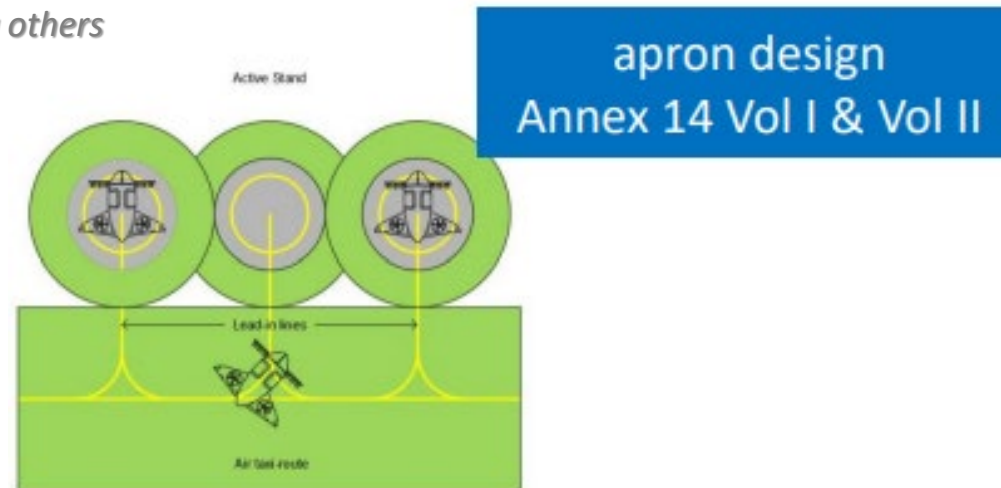 others
apron design
Annex 14 Vol I & Vol II
Active Stand
Lead-in lines
Air taxi-route